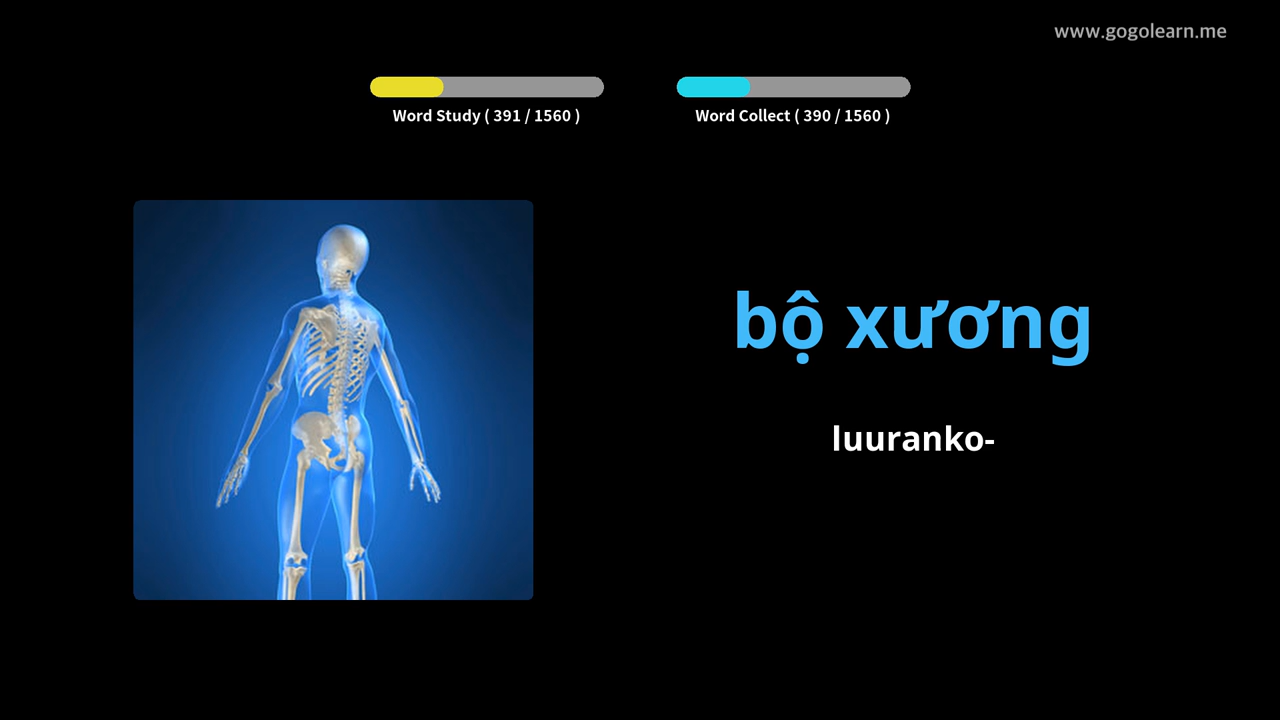 www.gogolearn.me
Word Study ( 391 / 1560 )
Word Collect ( 390 / 1560 )
bộ xương
luuranko-